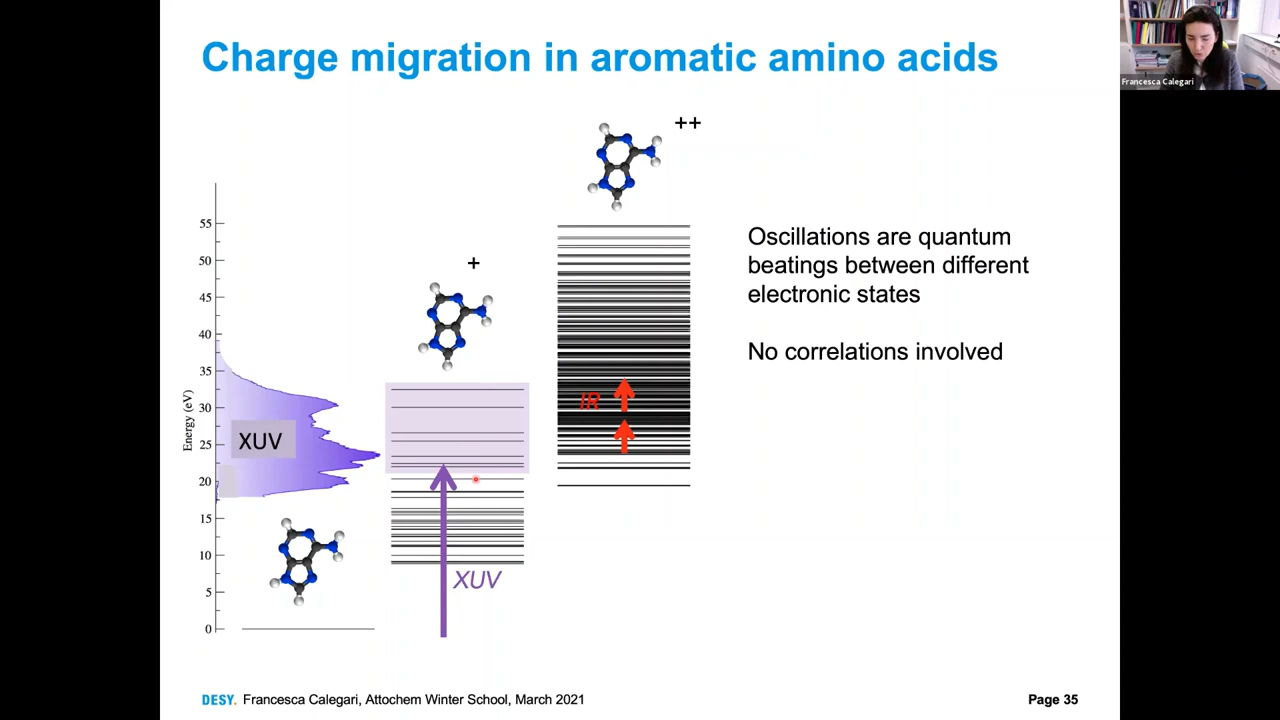 Charge migration in aromatic amino acids
Francesca Calegari
++
+
Oscillations are quantum
beatings between different
electronic states
No correlations involved
55
50
45
40
35
30
25
20
15
10
5
0
Energy (eV)
XUV
IR
XUV
DESY. Francesca Calegari, Attochem Winter School, March 2021
Page 35